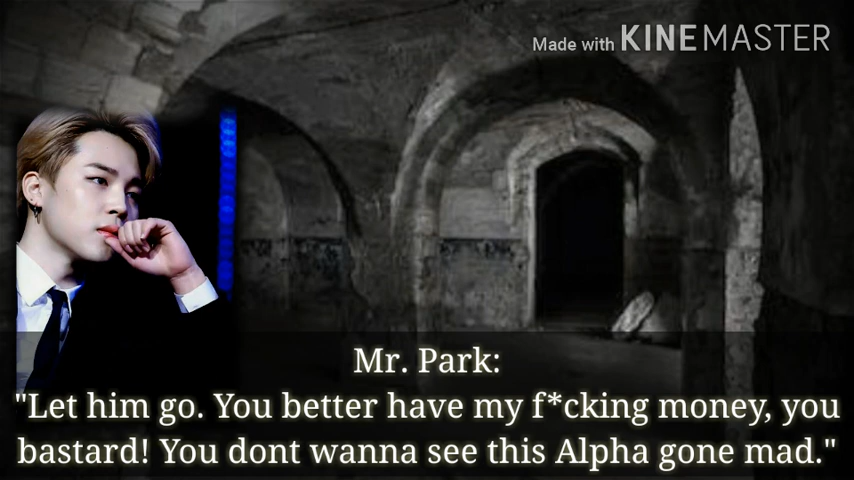 Made with KINEMASTER
Mr. Park:
"Let him go. You better have my f*cking money, you
bastard! You dont wanna see this Alpha gone mad."